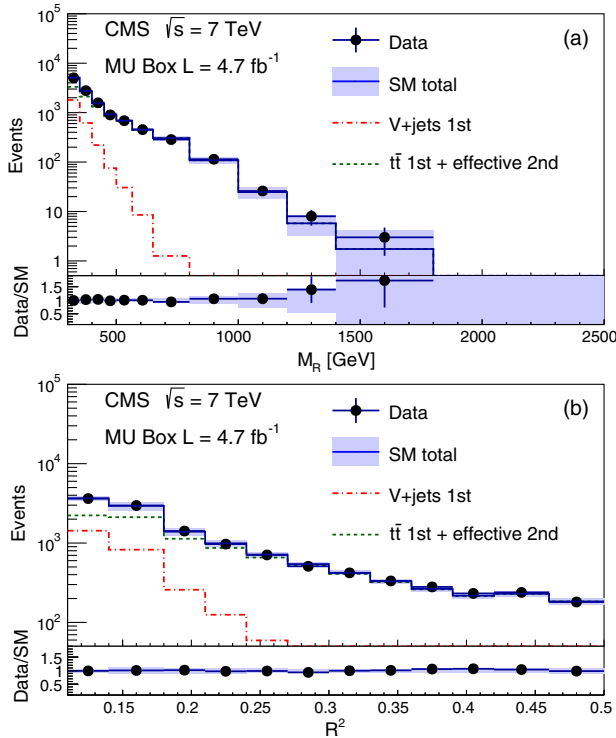 CMS √s = 7 TeV
MU Box L = 4.7 fb⁻¹
(a)
Data
SM total
V+jets 1st
tt̄ 1st + effective 2nd
Events
10⁵
10⁴
10³
10²
10
1
Data/SM
1.5
1
0.5
500 1000 1500 2000 2500
M_R [GeV]
CMS √s = 7 TeV
MU Box L = 4.7 fb⁻¹
(b)
Data
SM total
V+jets 1st
tt̄ 1st + effective 2nd
Events
10⁵
10⁴
10³
10²
Data/SM
1.5
1
0.5
0.15 0.2 0.25 0.3 0.35 0.4 0.45 0.5
R²